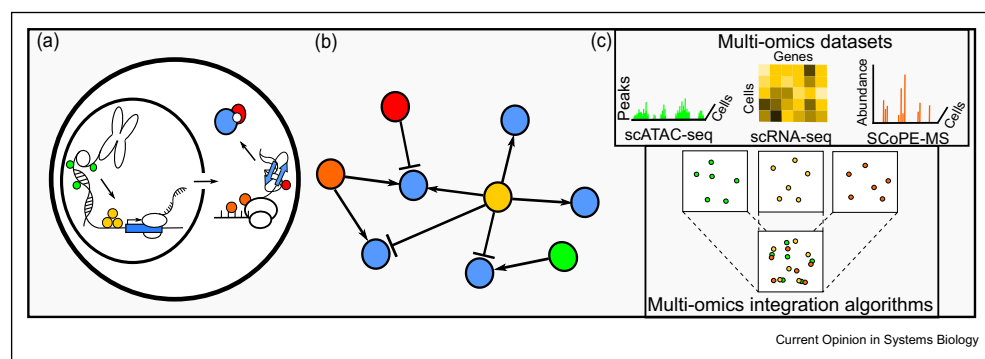 (a)
(b)
(c)
Multi-omics datasets
Genes
Peaks
Cells
scATAC-seq
Cells
scRNA-seq
Abundance
Cells
SCoPE-MS
Multi-omics integration algorithms
Current Opinion in Systems Biology